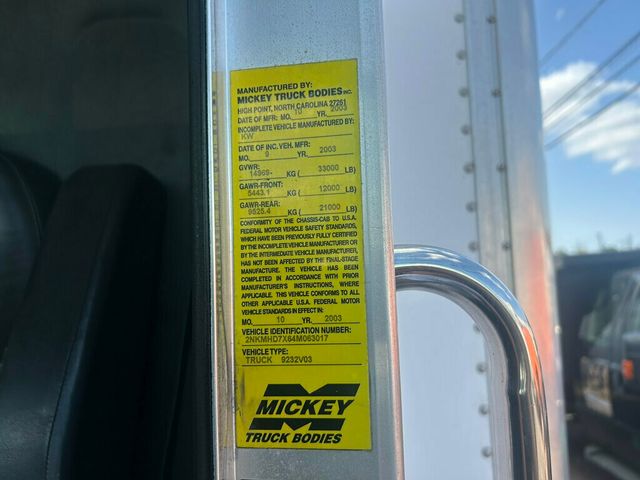 MANUFACTURED BY:
MICKEY TRUCK BODIES INC.
HIGH POINT, NORTH CAROLINA 27261
DATE OF MFR: MO. 10 YR. 2003
INCOMPLETE VEHICLE MANUFACTURED BY:
KW
DATE OF INC. VEH. MFR:
MO. 9 YR. 2003
GVWR:
14969- KG ( 33000 LB)
GAWR-FRONT:
5443.1 KG ( 12000 LB)
GAWR-REAR:
9525.4 KG ( 21000 LB)
CONFORMITY OF THE CHASSIS-CAB TO U.S.A.
FEDERAL MOTOR VEHICLE SAFETY STANDARDS,
WHICH HAVE BEEN PREVIOUSLY FULLY CERTIFIED
BY THE INCOMPLETE VEHICLE MANUFACTURER OR
BY THE INTERMEDIATE VEHICLE MANUFACTURER,
HAS NOT BEEN AFFECTED BY THE FINAL-STAGE
MANUFACTURE. THE VEHICLE HAS BEEN
COMPLETED IN ACCORDANCE WITH PRIOR
MANUFACTURER'S INSTRUCTIONS, WHERE
APPLICABLE. THIS VEHICLE CONFORMS TO ALL
OTHER APPLICABLE U.S.A. FEDERAL MOTOR
VEHICLE STANDARDS IN EFFECT IN:
MO. 10 YR. 2003
VEHICLE IDENTIFICATION NUMBER:
2NKMHD7X64M063017
VEHICLE TYPE:
TRUCK 9232V03
MICKEY
TRUCK BODIES